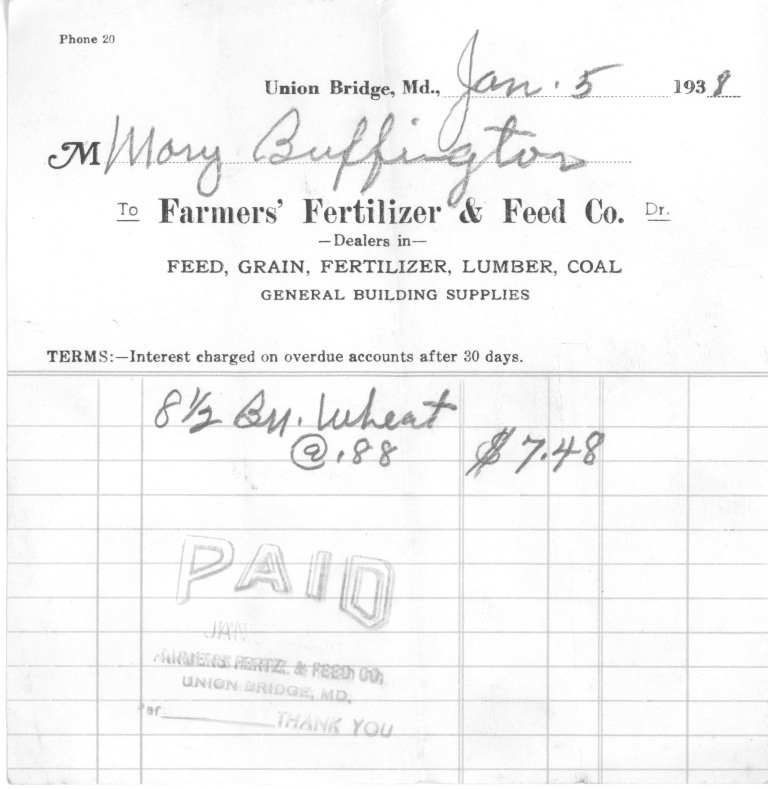 Phone 20
Union Bridge, Md., Jan. 5 1938
M Mary Buffington
To Farmers' Fertilizer & Feed Co. Dr.
—Dealers in—
FEED, GRAIN, FERTILIZER, LUMBER, COAL
GENERAL BUILDING SUPPLIES
TERMS:—Interest charged on overdue accounts after 30 days.
8 1/2 Bu. Wheat
@ .88 $7.48
PAID
JAN
FARMERS FERTZ. & FEED CO,
UNION BRIDGE, MD.
Per THANK YOU